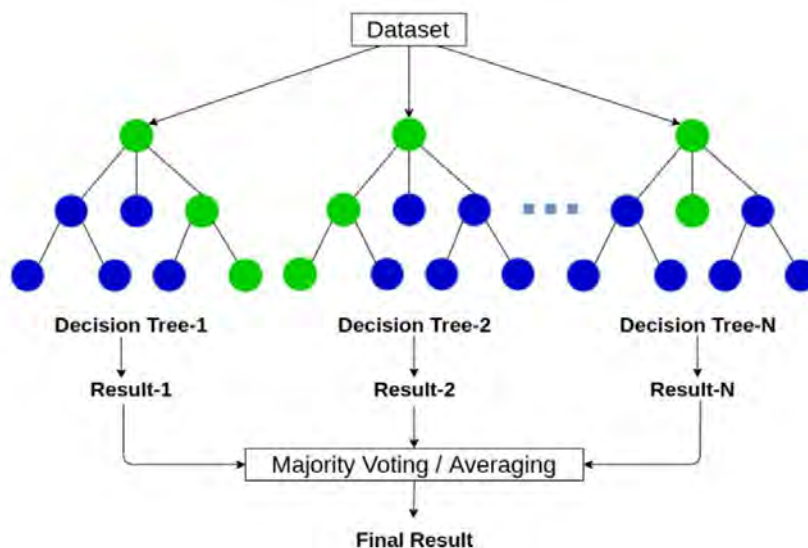 Dataset
Decision Tree-1
Decision Tree-2
Decision Tree-N
Result-1
Result-2
Result-N
Majority Voting / Averaging
Final Result